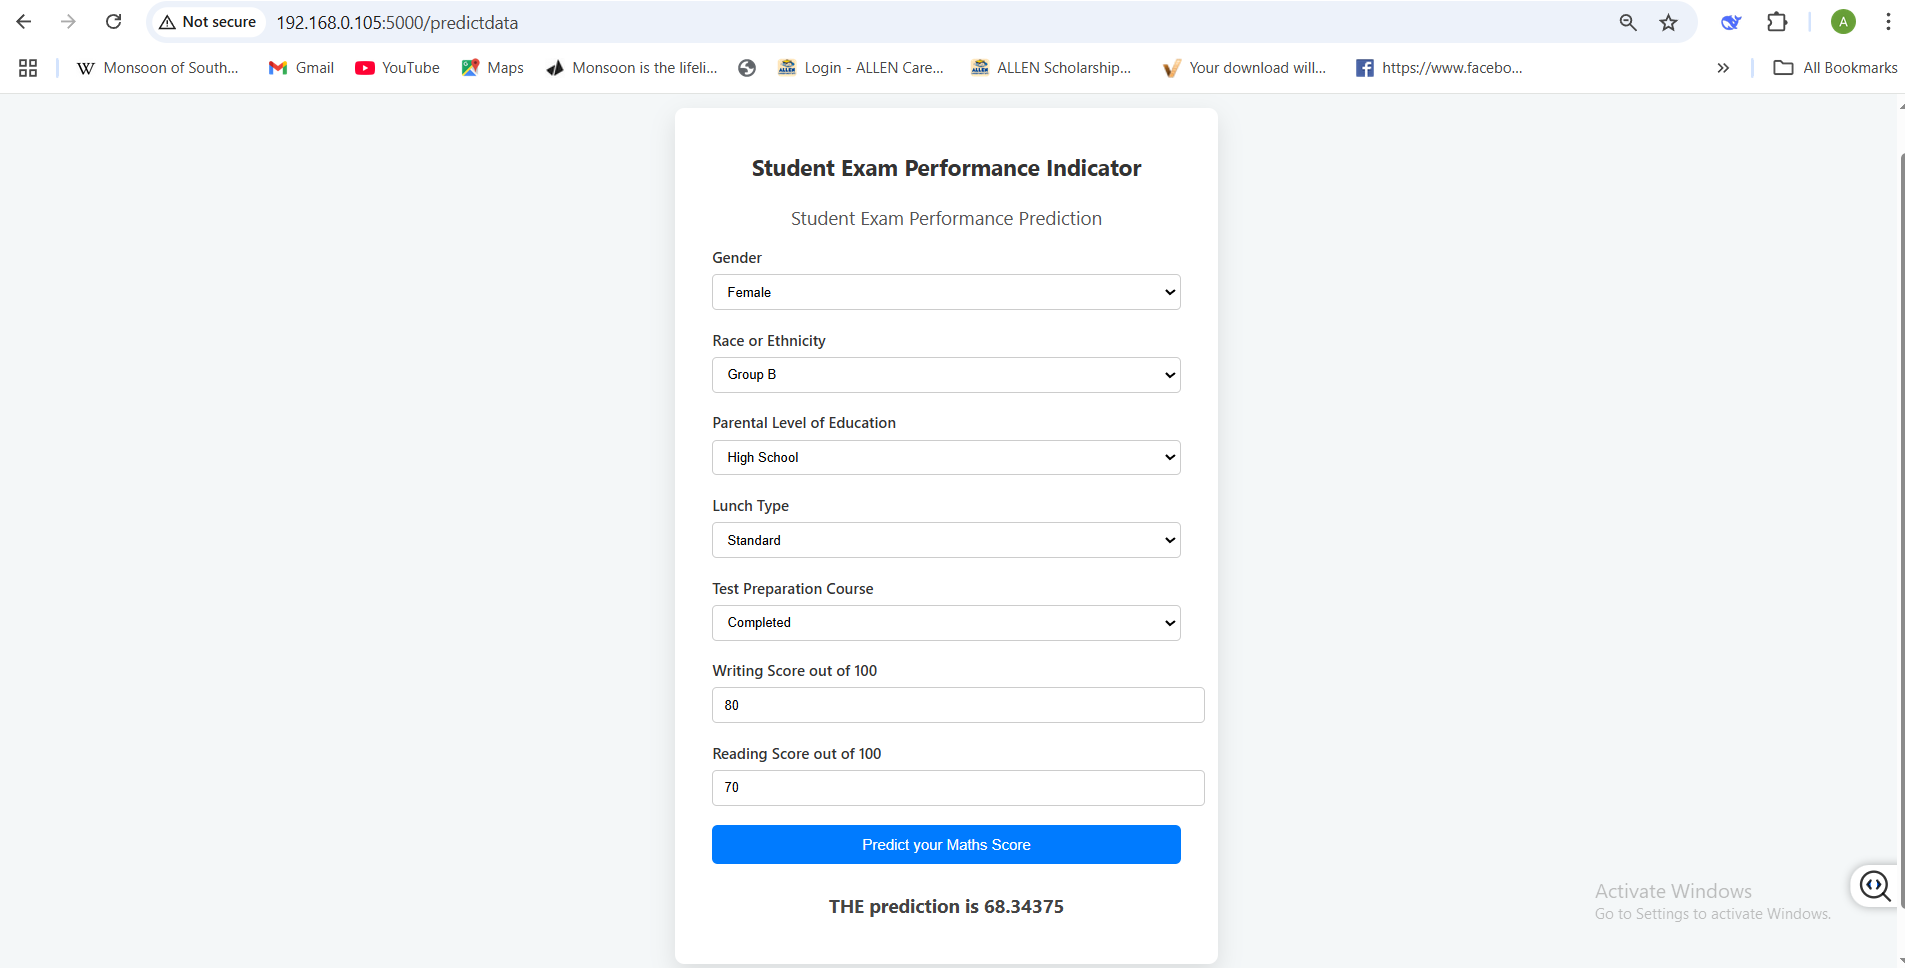 Not secure
192.168.0.105:5000/predictdata
A
Monsoon of South...
Gmail
YouTube
Maps
Monsoon is the lifeli...
Login - ALLEN Care...
ALLEN Scholarship...
Your download will...
https://www.facebo...
All Bookmarks
Student Exam Performance Indicator
Student Exam Performance Prediction
Gender
Female
Race or Ethnicity
Group B
Parental Level of Education
High School
Lunch Type
Standard
Test Preparation Course
Completed
Writing Score out of 100
80
Reading Score out of 100
70
Predict your Maths Score
THE prediction is 68.34375
Activate Windows
Go to Settings to activate Windows.